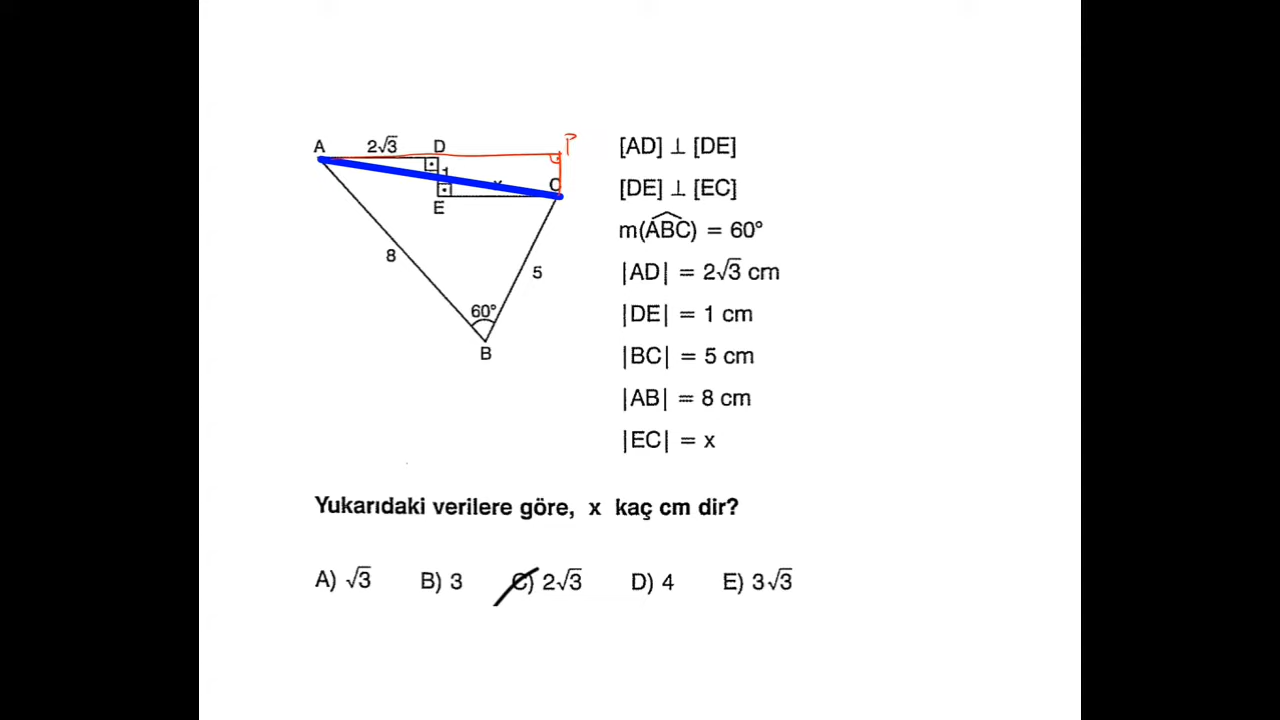 A 2√3 D P
1
x C
E
8
5
60°
B
[AD] ⊥ [DE]
[DE] ⊥ [EC]
m(ABC) = 60°
|AD| = 2√3 cm
|DE| = 1 cm
|BC| = 5 cm
|AB| = 8 cm
|EC| = x
Yukarıdaki verilere göre, x kaç cm dir?
A) √3 B) 3 C) 2√3 D) 4 E) 3√3